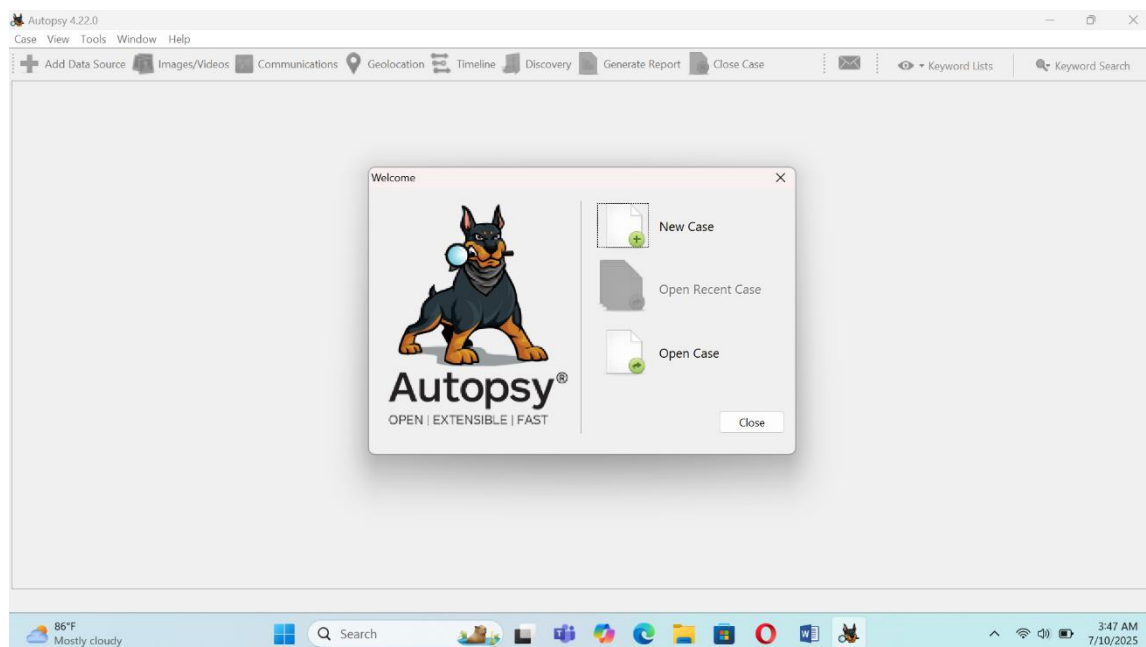 Autopsy 4.22.0
Case View Tools Window Help
Add Data Source Images/Videos Communications Geolocation Timeline Discovery Generate Report Close Case Keyword Lists Keyword Search
Welcome
New Case
Open Recent Case
Open Case
Autopsy®
OPEN | EXTENSIBLE | FAST
Close
86°F
Mostly cloudy
Search
3:47 AM
7/10/2025